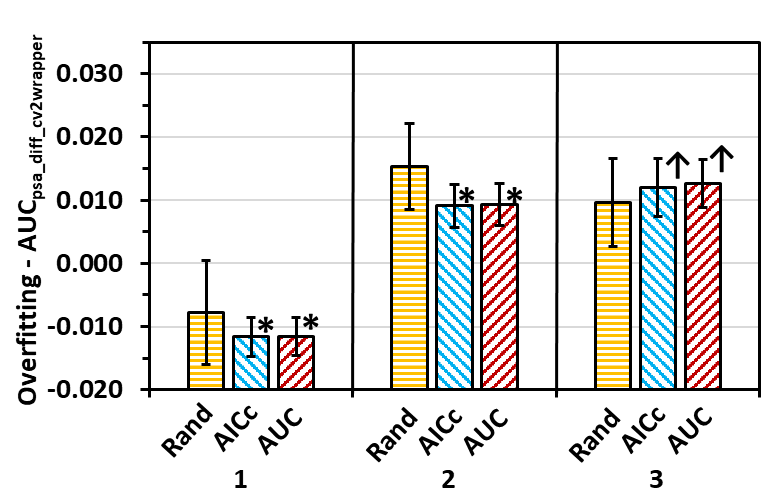 Overfitting - AUCpsa_diff_cv2wrapper
0.030
0.020
0.010
0.000
-0.010
-0.020
* *
* *
↑ ↑
Rand AICc AUC
Rand AICc AUC
Rand AICc AUC
1 2 3